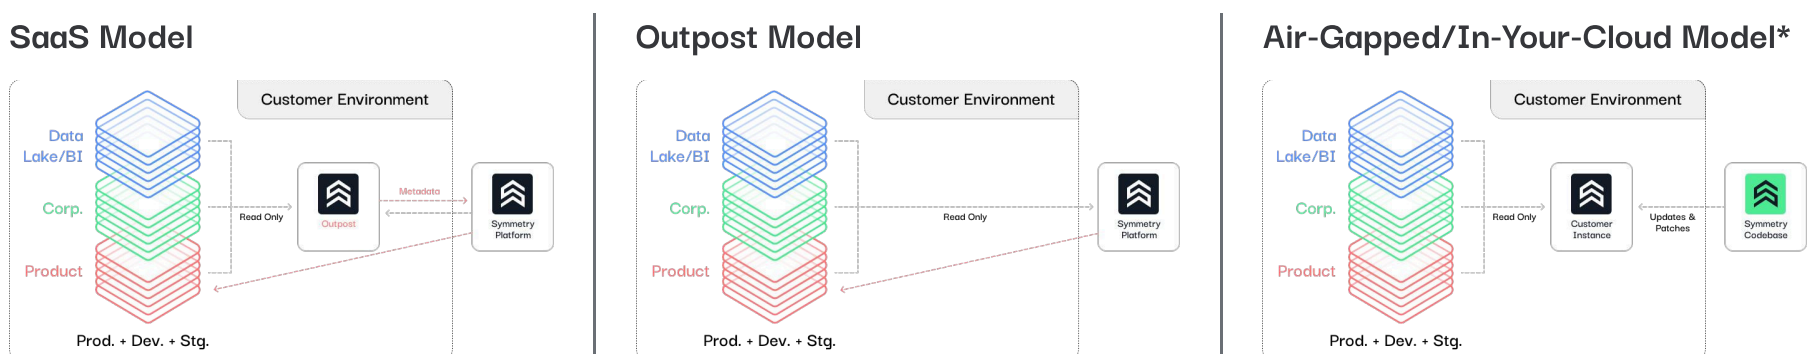 SaaS Model
Customer Environment
Data
Lake/BI
Corp.
Product
Read Only
Outpost
Metadata
Symmetry
Platform
Prod. + Dev. + Stg.
Outpost Model
Customer Environment
Data
Lake/BI
Corp.
Product
Read Only
Symmetry
Platform
Prod. + Dev. + Stg.
Air-Gapped/In-Your-Cloud Model*
Customer Environment
Data
Lake/BI
Corp.
Product
Read Only
Customer
Instance
Updates &
Patches
Symmetry
Codebase
Prod. + Dev. + Stg.